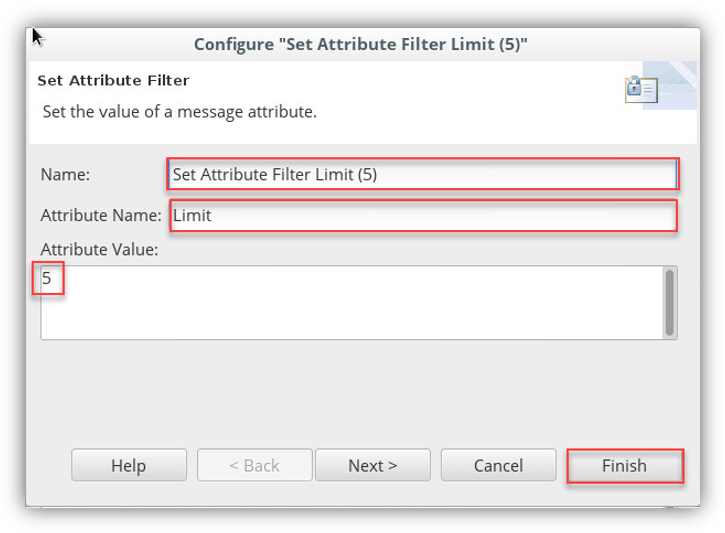 Configure "Set Attribute Filter Limit (5)"
Set Attribute Filter
Set the value of a message attribute.
Name: Set Attribute Filter Limit (5)
Attribute Name: Limit
Attribute Value:
5
Help < Back Next > Cancel Finish